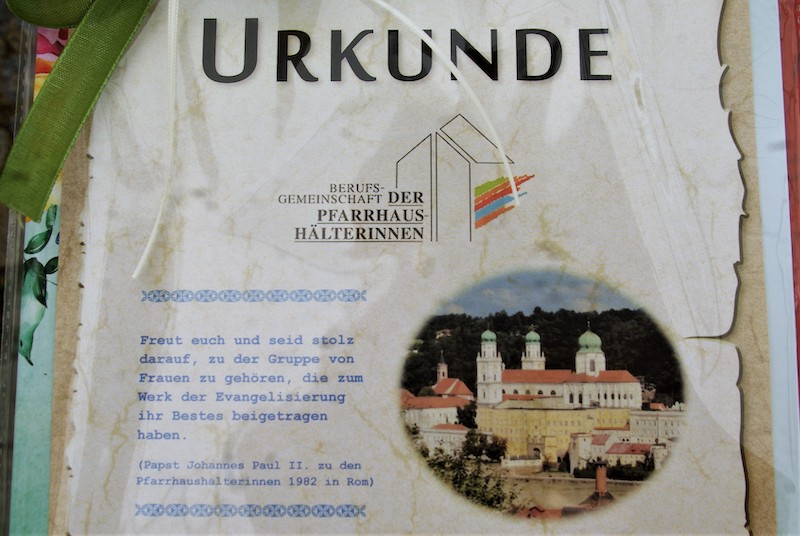 URKUNDE
BERUFS-
GEMEINSCHAFT DER
PFARRHAUS-
HÄLTERINNEN
Freut euch und seid stolz
darauf, zu der Gruppe von
Frauen zu gehören, die zum
Werk der Evangelisierung
ihr Bestes beigetragen
haben.
(Papst Johannes Paul II. zu den
Pfarrhaushälterinnen 1982 in Rom)